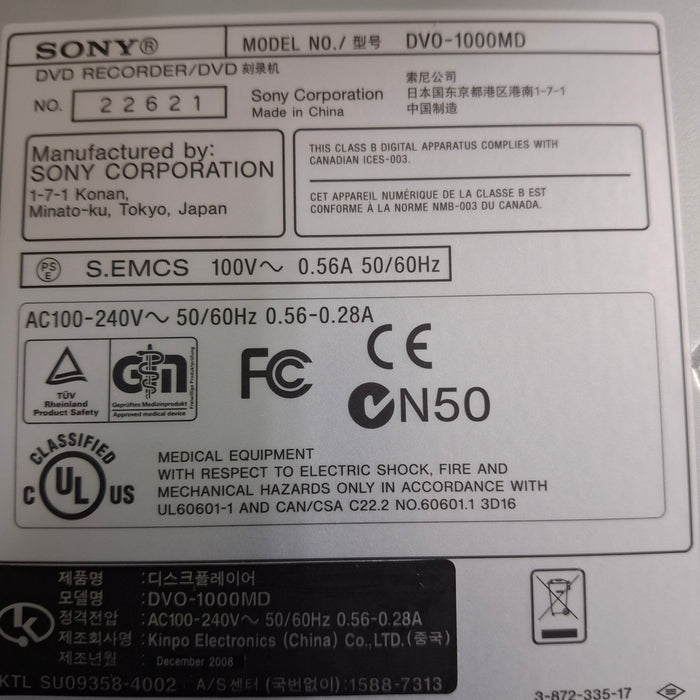 SONY®
MODEL NO./ 型号 DVO-1000MD
DVD RECORDER/DVD 刻录机
NO. 22621
Sony Corporation
Made in China
索尼公司
日本国东京都港区港南1-7-1
中国制造
Manufactured by:
SONY CORPORATION
1-7-1 Konan,
Minato-ku, Tokyo, Japan
THIS CLASS B DIGITAL APPARATUS COMPLIES WITH
CANADIAN ICES-003.
CET APPAREIL NUMÉRIQUE DE LA CLASSE B EST
CONFORME À LA NORME NMB-003 DU CANADA.
PS
E
S.EMCS 100V～ 0.56A 50/60Hz
AC100-240V～ 50/60Hz 0.56-0.28A
TÜV
Rheinland
Product Safety
Geprüftes Medizinprodukt
Approved medical device
Freiwillige Produktprüfung
FC
CE
N50
CLASSIFIED
C UL US
MEDICAL EQUIPMENT
WITH RESPECT TO ELECTRIC SHOCK, FIRE AND
MECHANICAL HAZARDS ONLY IN ACCORDANCE WITH
UL60601-1 AND CAN/CSA C22.2 NO.60601.1 3D16
제품명 : 디스크플레이어
모델명 : DVO-1000MD
정격전압 : AC100-240V～ 50/60Hz 0.56-0.28A
제조회사명 : Kinpo Electronics (China) Co.,LTD.(중국)
제조년월 : December 2008
KTL SU09358-4002 A/S센터 (국번없이):1588-7313
3-872-335-17